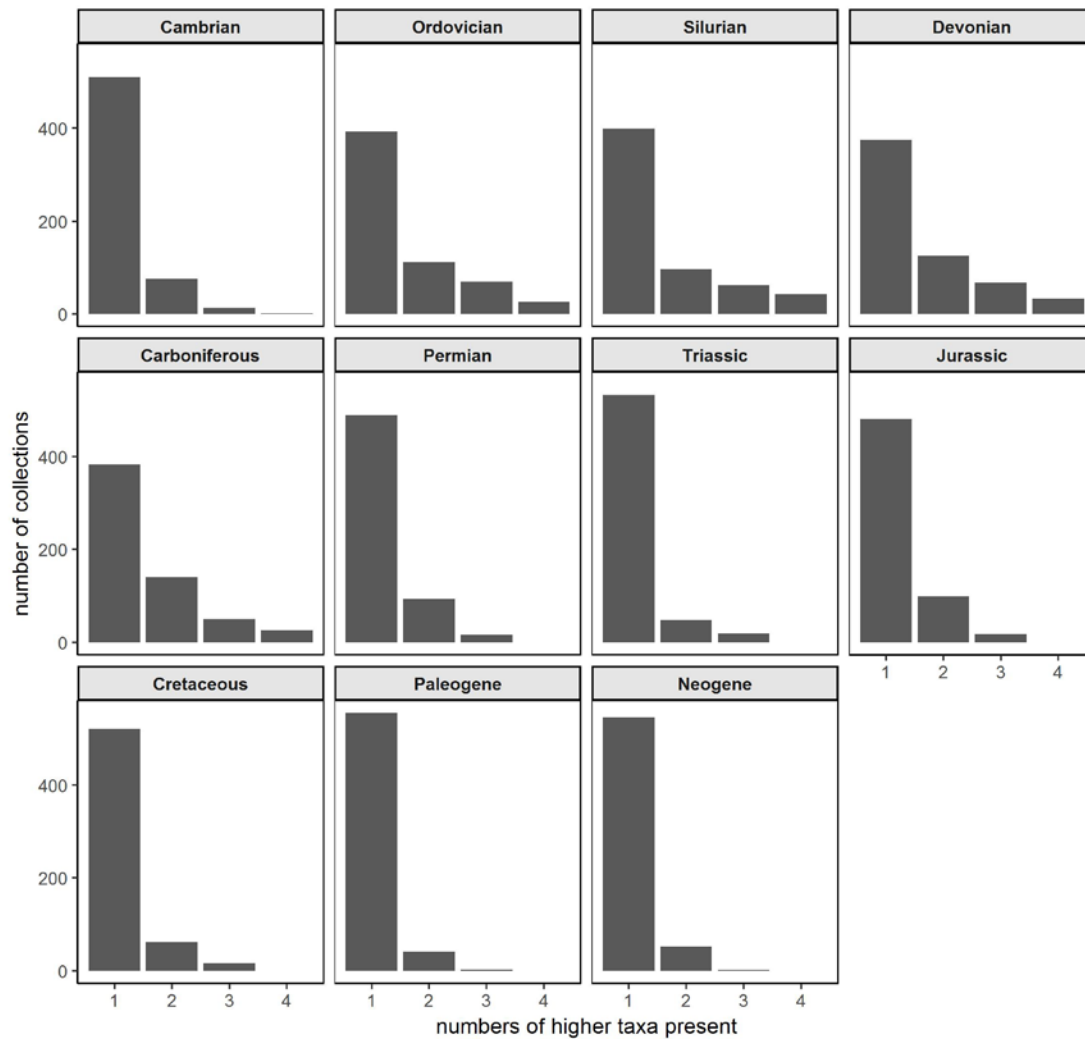 Cambrian
Ordovician
Silurian
Devonian
400
200
0
Carboniferous
Permian
Triassic
Jurassic
400
200
0
1 2 3 4
Cretaceous
Paleogene
Neogene
400
200
0
1 2 3 4
1 2 3 4
1 2 3 4
number of collections
numbers of higher taxa present